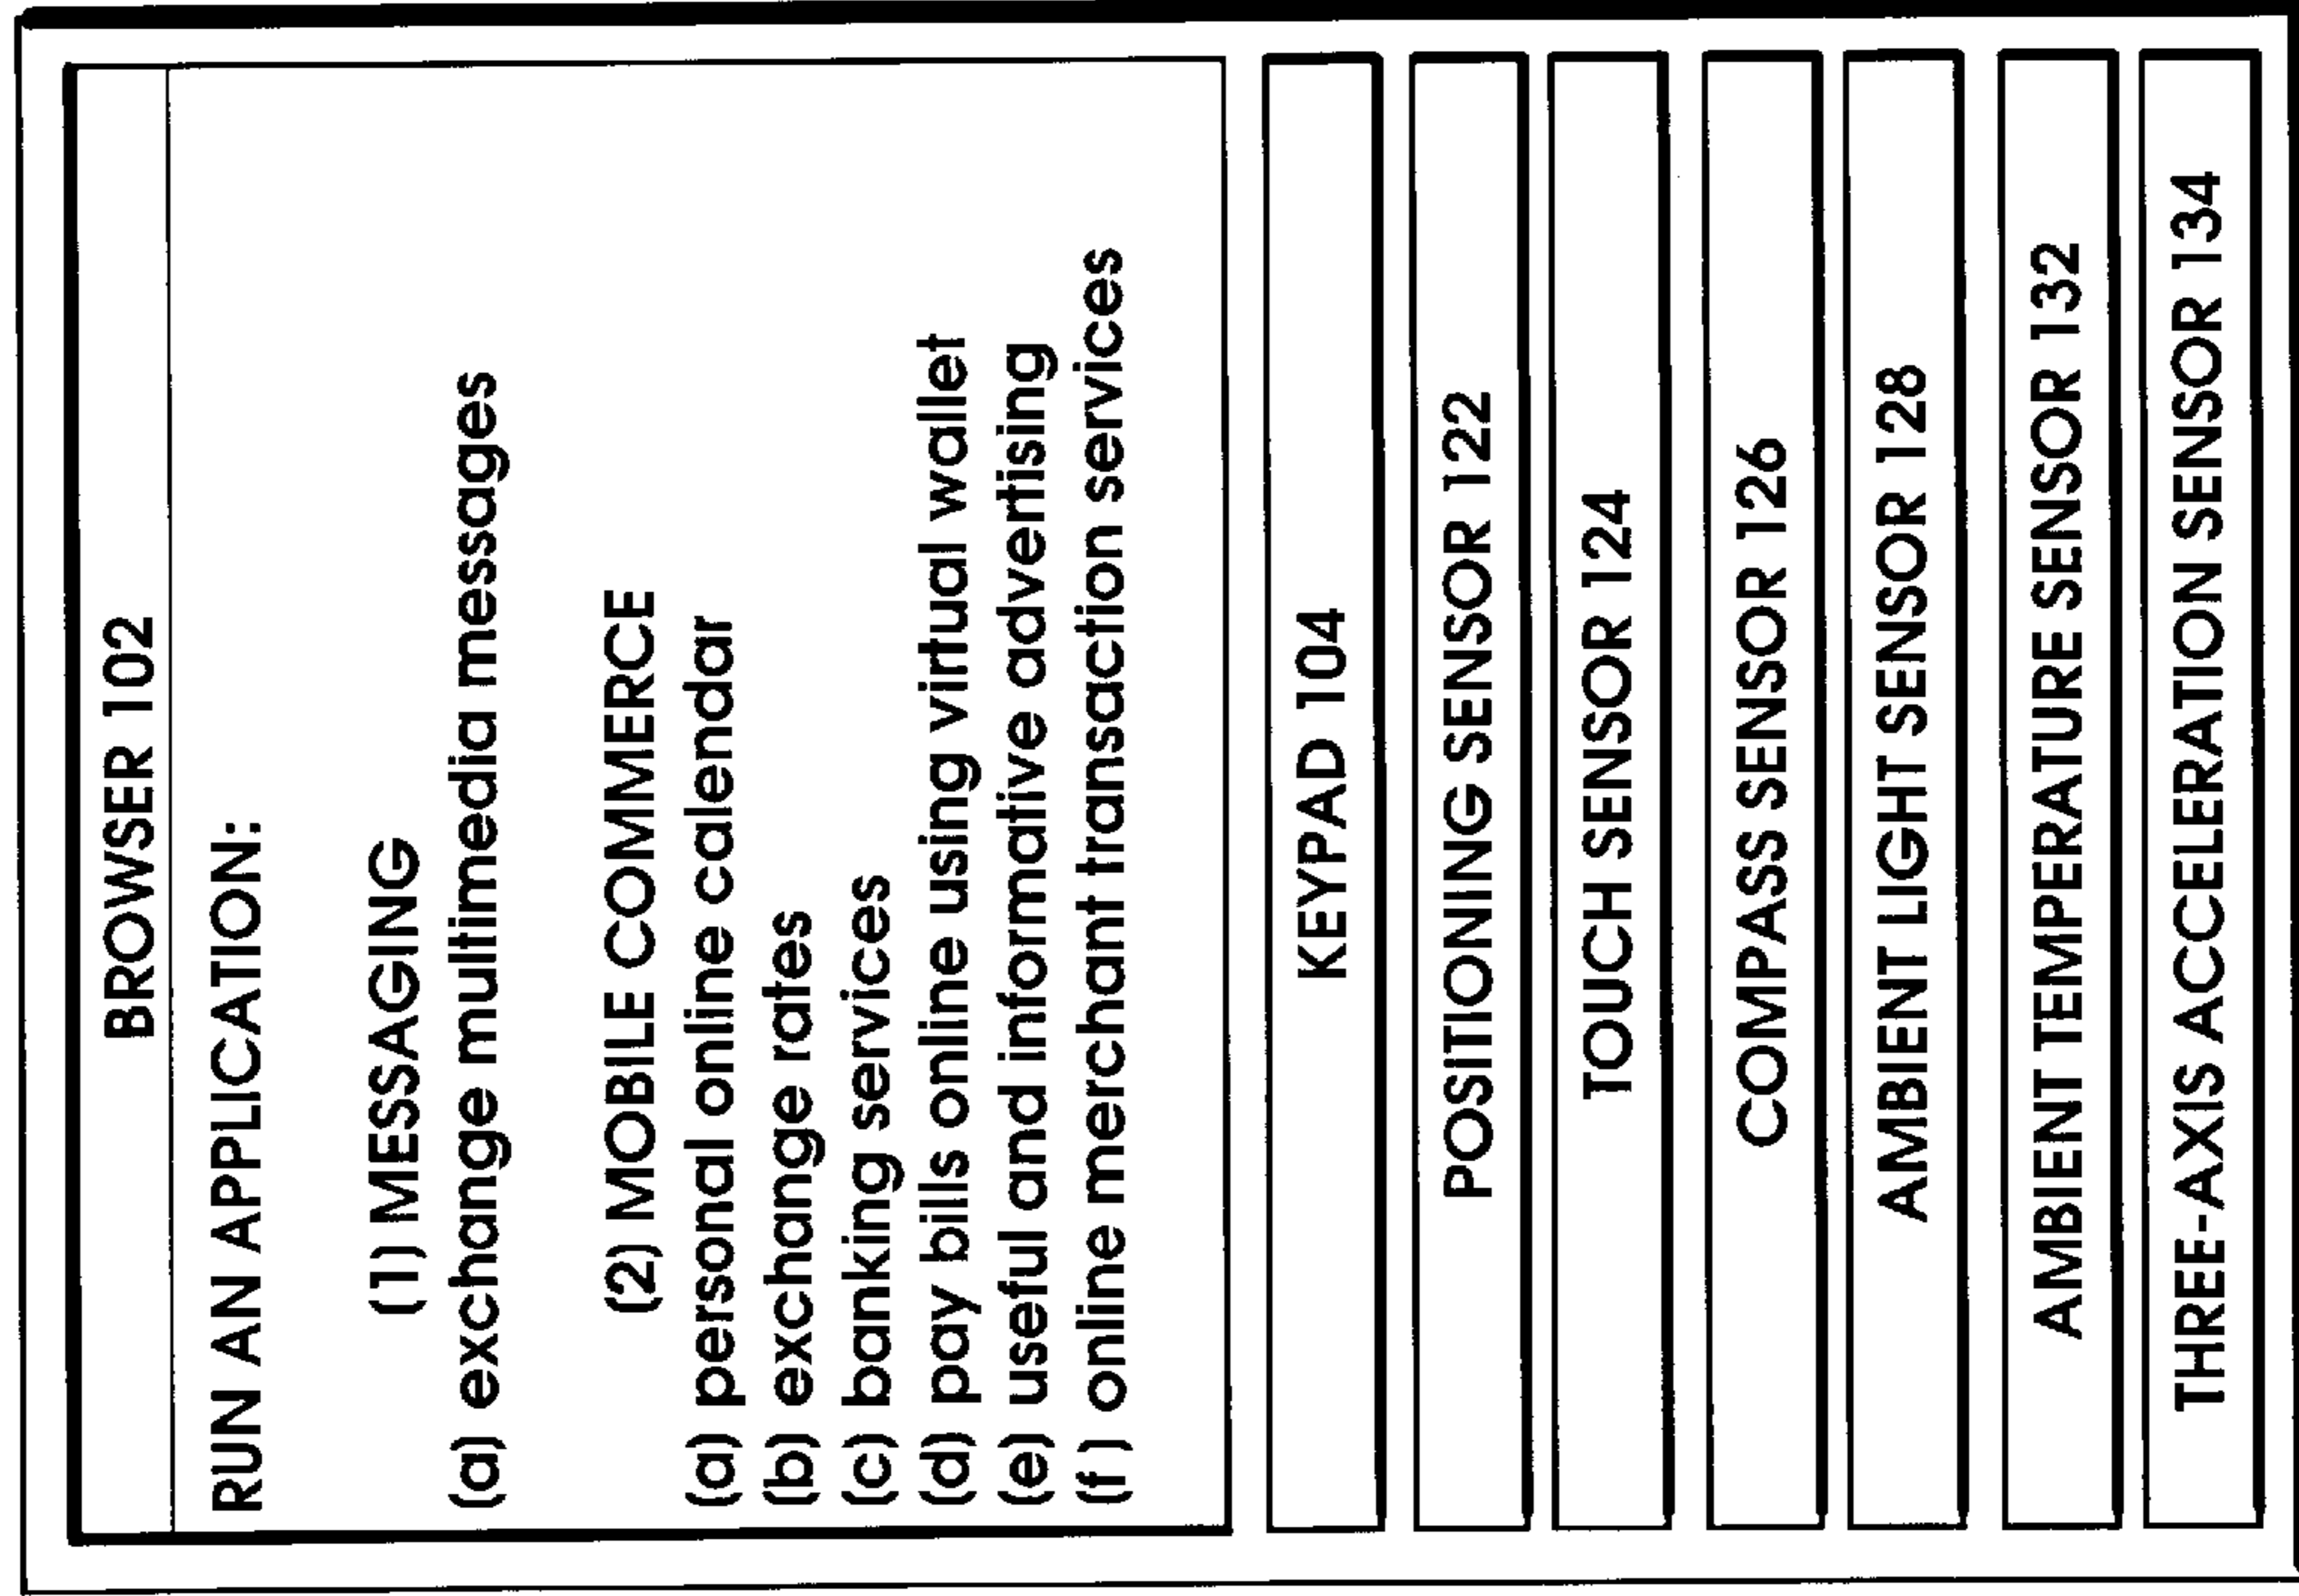 BROWSER 102
RUN AN APPLICATION:
(1) MESSAGING
(a) exchange multimedia messages
(2) MOBILE COMMERCE
(a) personal online calendar
(b) exchange rates
(c) banking services
(d) pay bills online using virtual wallet
(e) useful and informative advertising
(f ) online merchant transaction services
KEYPAD 104
POSITIONING SENSOR 122
TOUCH SENSOR 124
COMPASS SENSOR 126
AMBIENT LIGHT SENSOR 128
AMBIENT TEMPERATURE SENSOR 132
THREE-AXIS ACCELERATION SENSOR 134